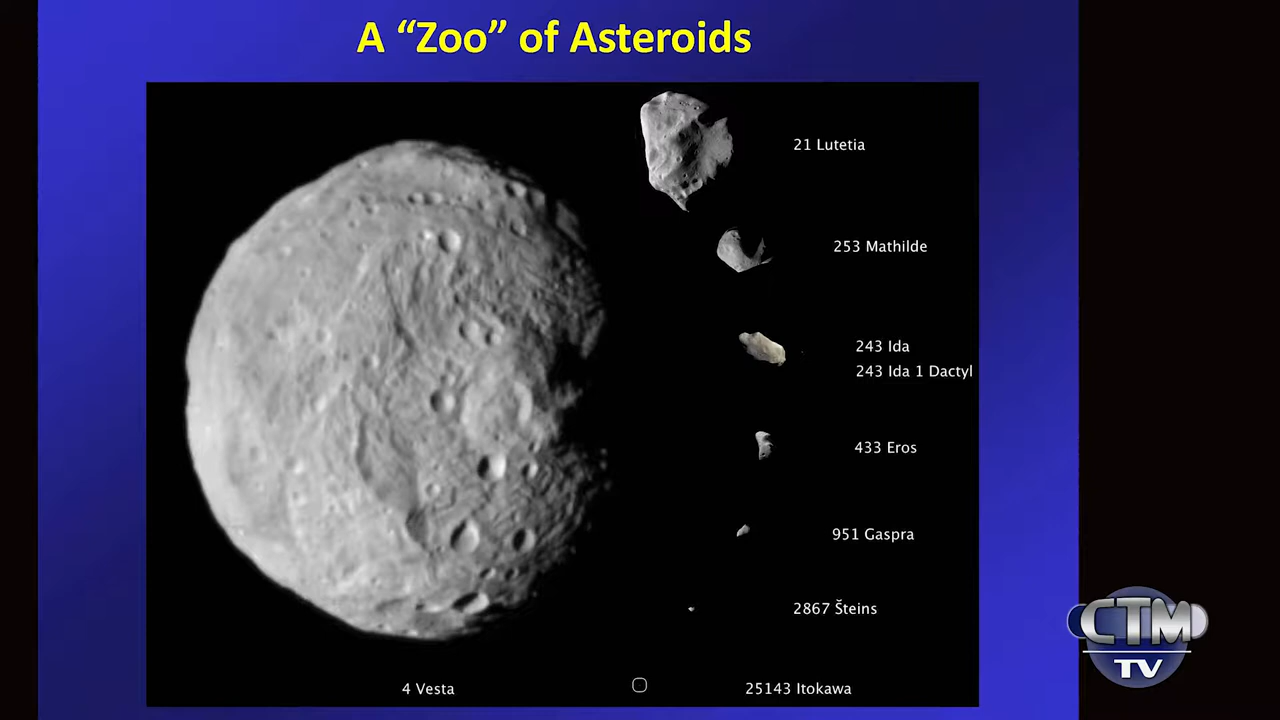 A “Zoo” of Asteroids
21 Lutetia
253 Mathilde
243 Ida
243 Ida 1 Dactyl
433 Eros
951 Gaspra
2867 Šteins
4 Vesta
25143 Itokawa
CTM
TV